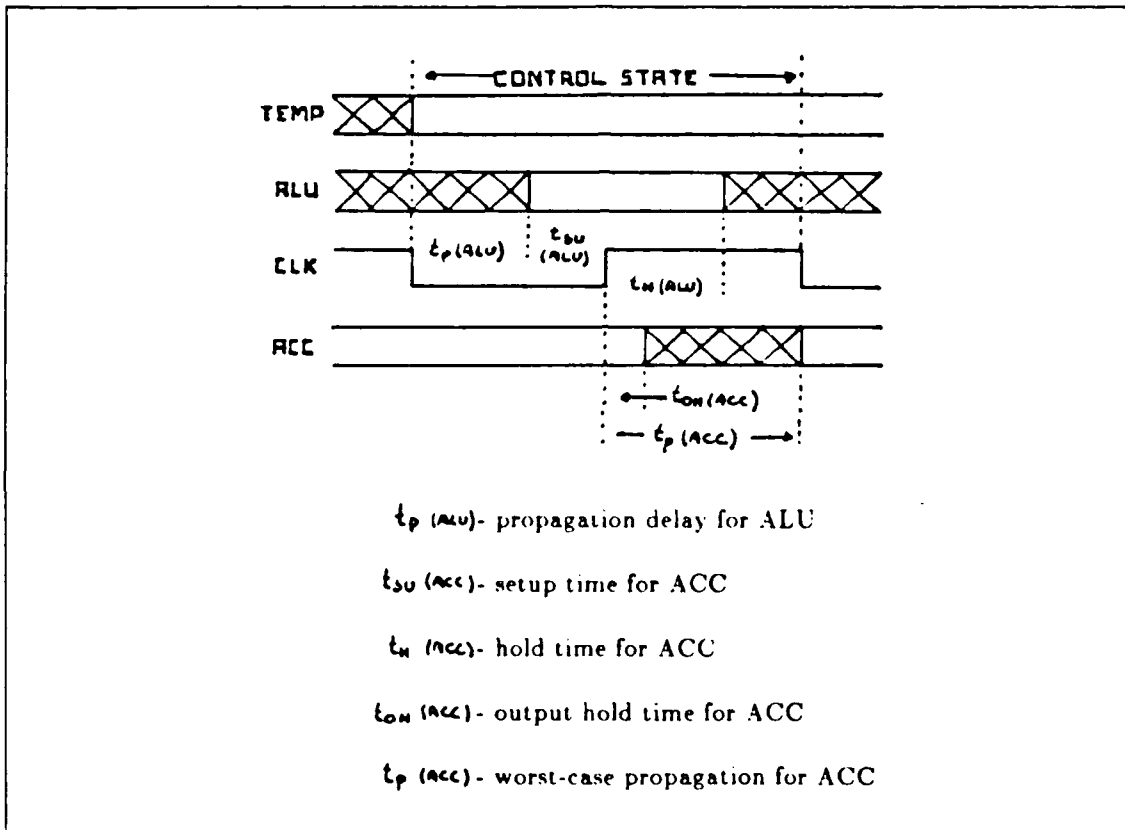 CONTROL STATE
TEMP
ALU
tP(ALU)
tSU
(ALU)
CLK
tH(ALU)
ACC
tOH(ACC)
tP(ACC)
tP (ALU)- propagation delay for ALU
tSU (ACC)- setup time for ACC
tH (ACC)- hold time for ACC
tOH (ACC)- output hold time for ACC
tP (ACC)- worst-case propagation for ACC